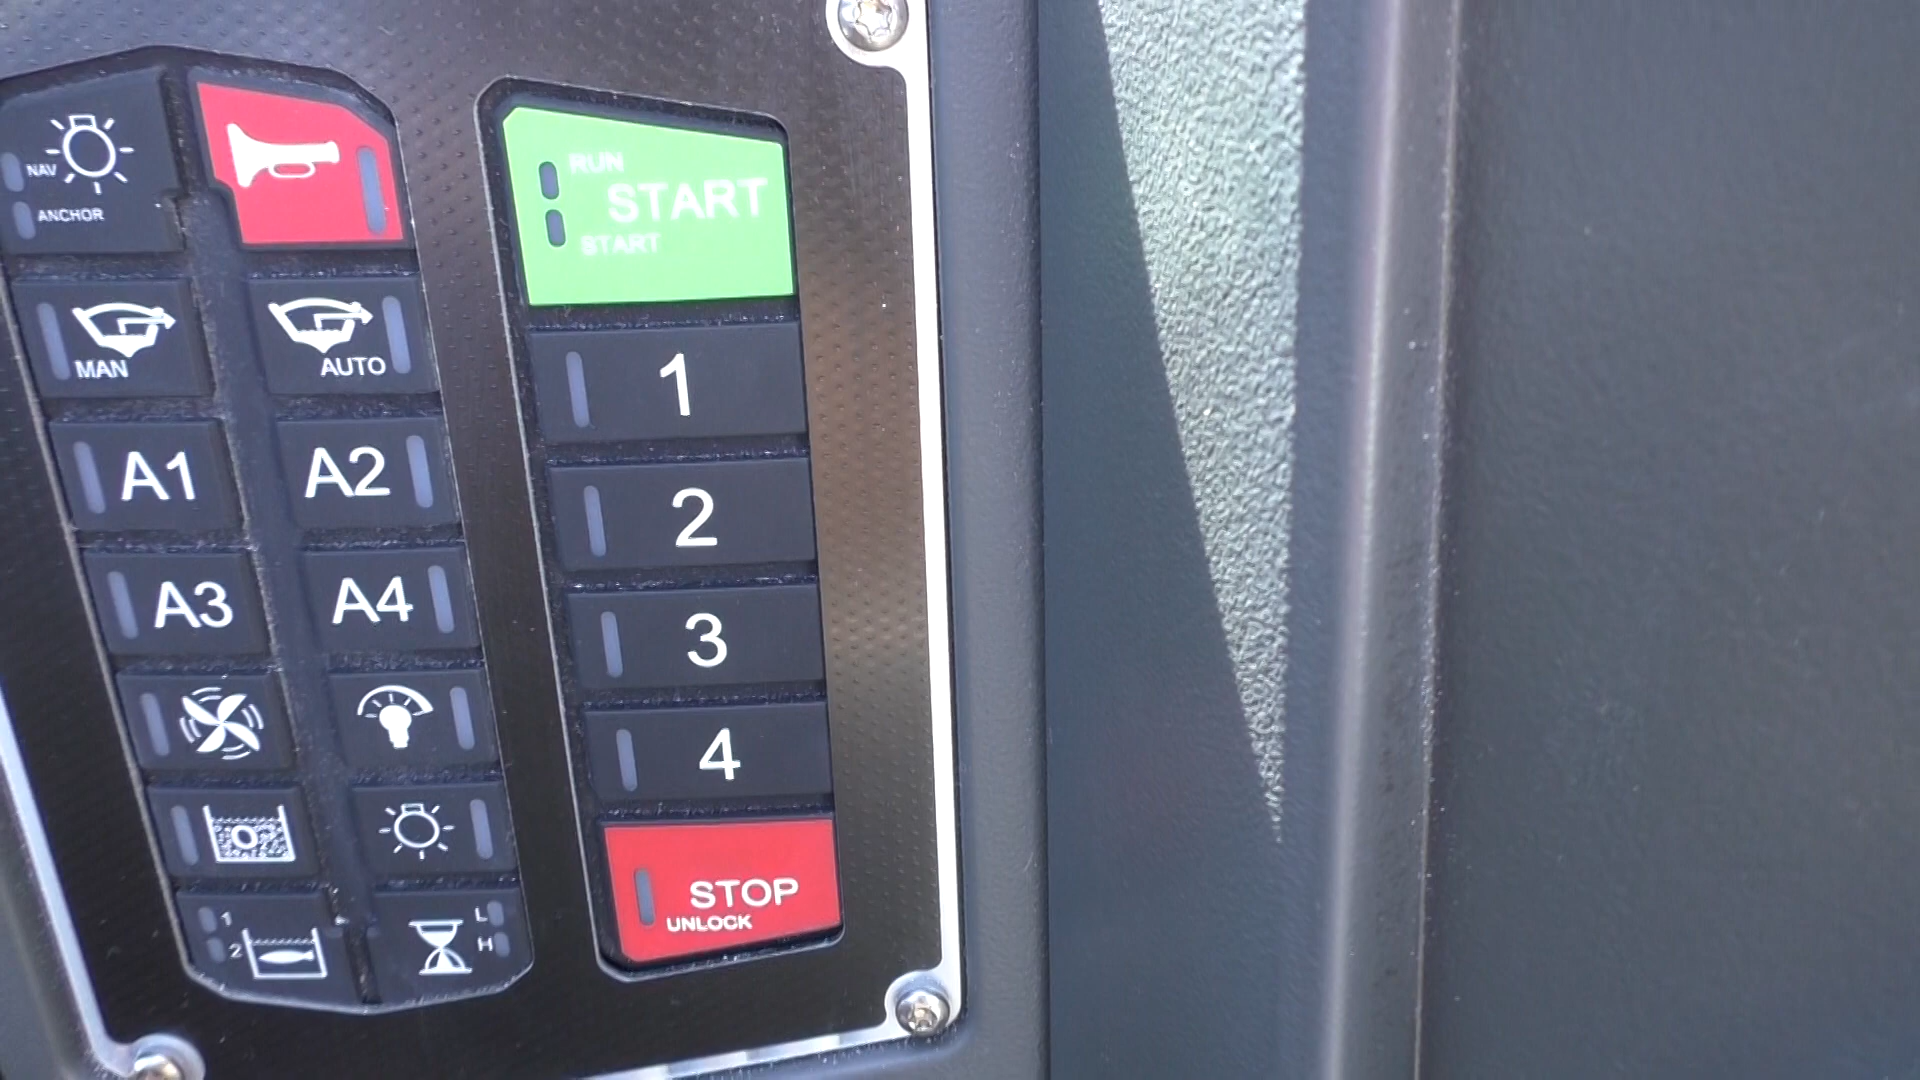 NAV
ANCHOR
RUN
START
START
MAN
AUTO
1
A1
A2
2
A3
A4
3
4
STOP
UNLOCK
1
2
L
H